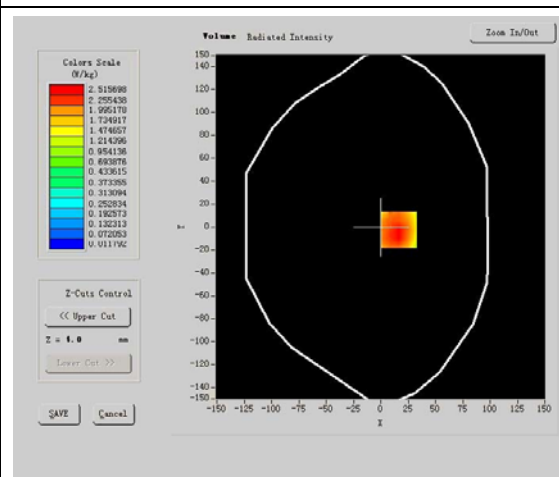 Volume Radiated Intensity
Zoom In/Out
Colors Scale
(W/kg)
2.515698
2.255438
1.995178
1.734917
1.474657
1.214396
0.954136
0.693876
0.433615
0.373355
0.313094
0.252834
0.192573
0.132313
0.072053
0.011792
150
140
120
100
80
60
40
20
0
-20
-40
-60
-80
-100
-120
-140
-150
-150 -125 -100 -75 -50 -25 0 25 50 75 100 125 150
X
Z-Cuts Control
<< Upper Cut
Z = 4.0 mm
Lower Cut >>
SAVE
Cancel